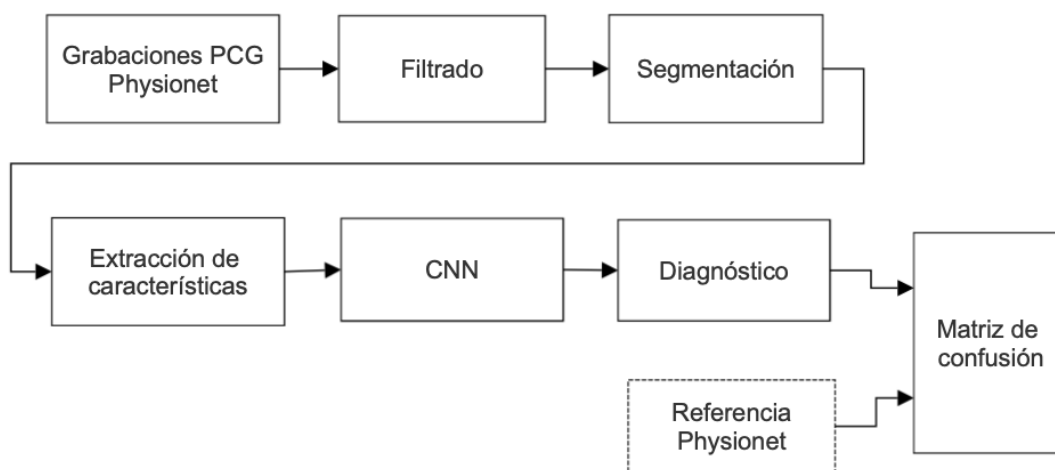 Grabaciones PCG
Physionet
Filtrado
Segmentación
Extracción de
características
CNN
Diagnóstico
Matriz de
confusión
Referencia
Physionet